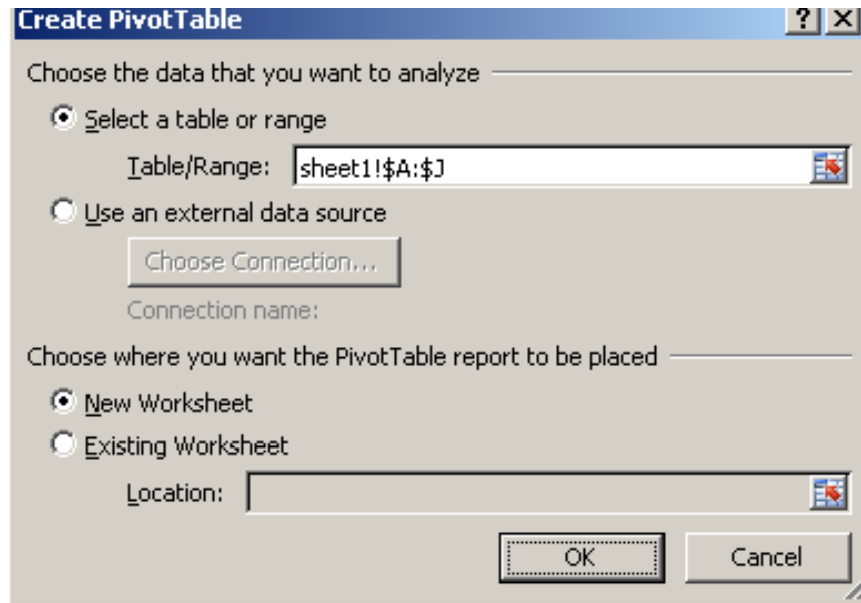 Create PivotTable
Choose the data that you want to analyze
Select a table or range
Table/Range: sheet1!$A:$J
Use an external data source
Choose Connection...
Connection name:
Choose where you want the PivotTable report to be placed
New Worksheet
Existing Worksheet
Location:
OK Cancel